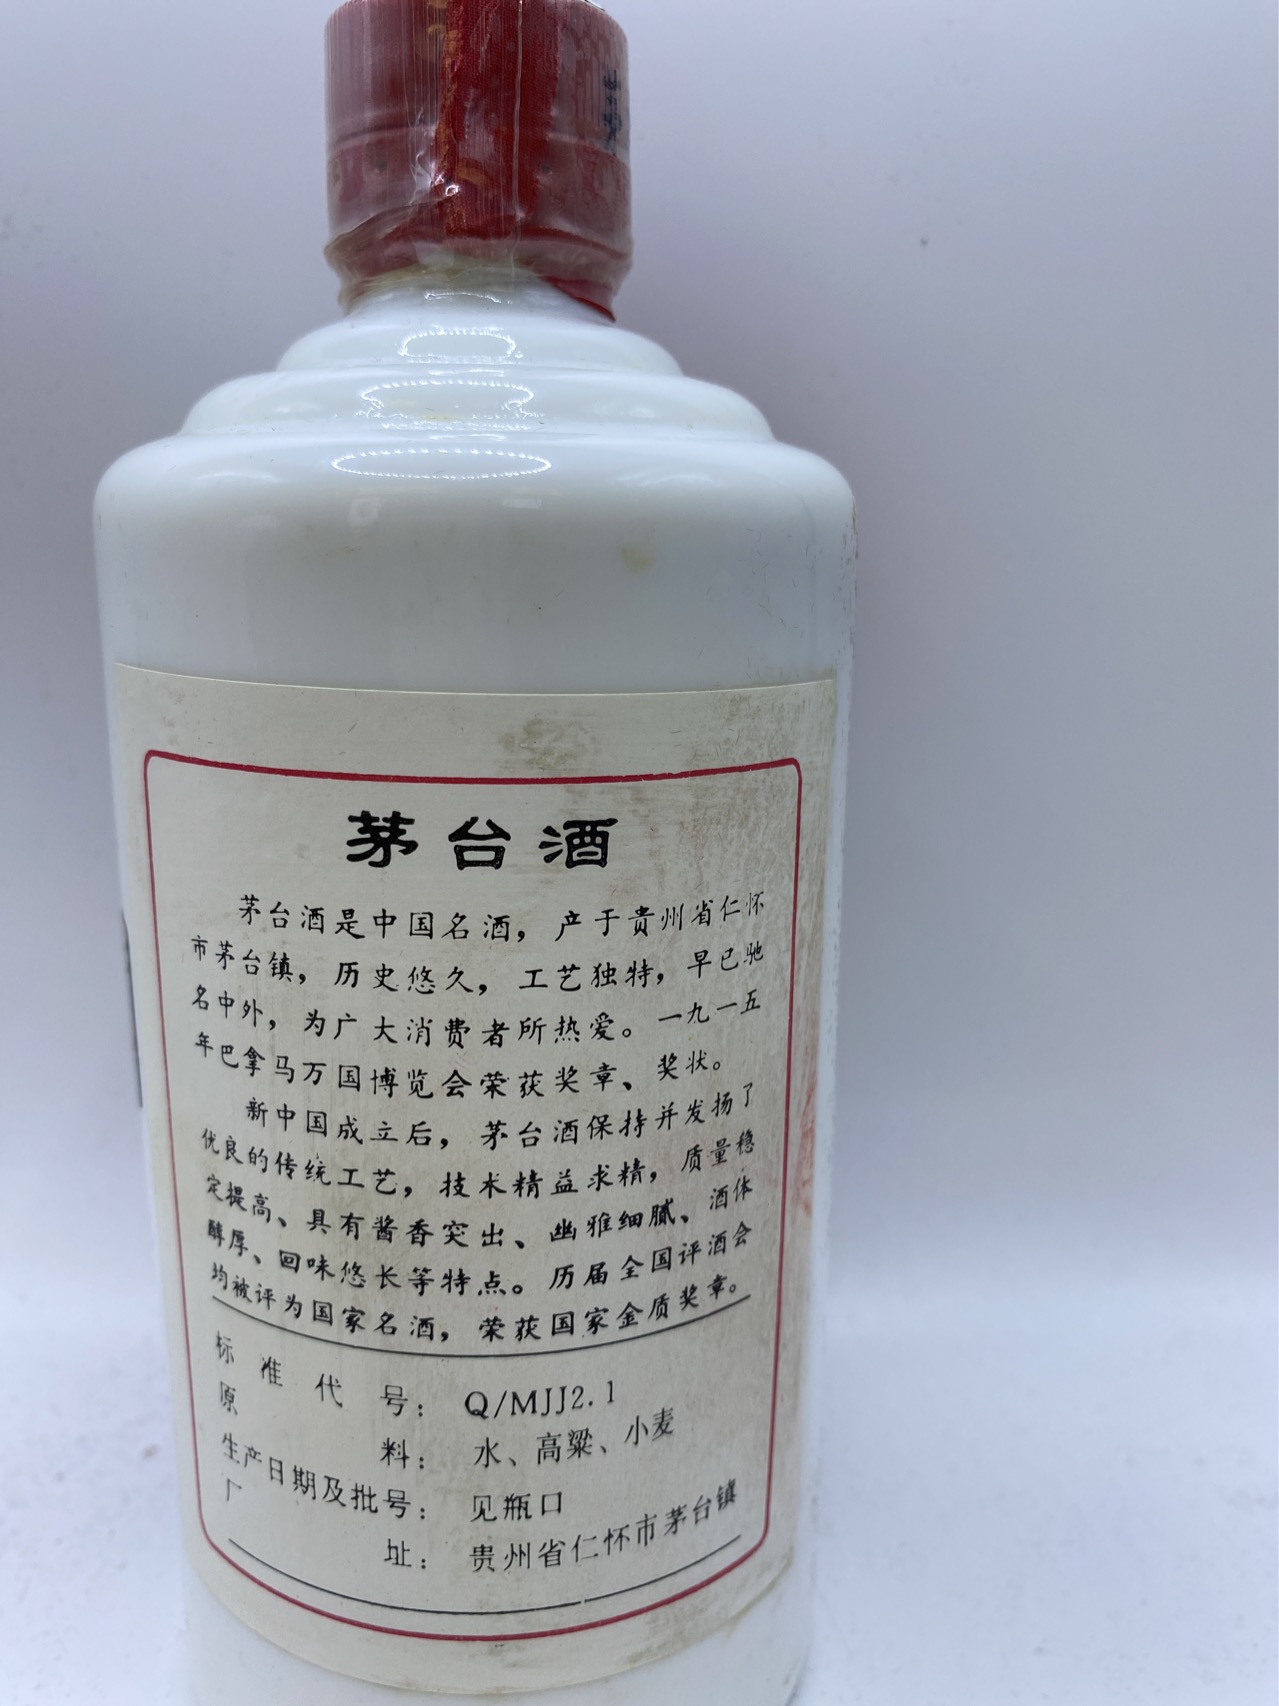 茅台酒
茅台酒是中国名酒，产于贵州省仁怀
市茅台镇，历史悠久，工艺独特，早已驰
名中外，为广大消费者所热爱。一九一五
年巴拿马万国博览会荣获奖章、奖状。
新中国成立后，茅台酒保持并发扬了
优良的传统工艺，技术精益求精，质量稳
定提高、具有酱香突出、幽雅细腻、酒体
醇厚、回味悠长等特点。历届全国评酒会
均被评为国家名酒，荣获国家金质奖章。
标准代号：Q/MJJ2.1
原料：水、高粱、小麦
生产日期及批号：见瓶口
厂址：贵州省仁怀市茅台镇